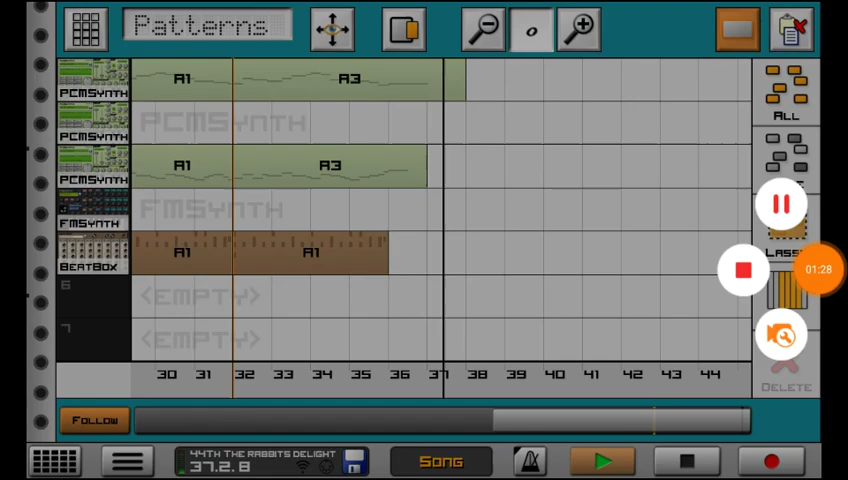 Patterns
o
PCMSynth
A1 A3
ALL
PCMSynth
PCMSynth
PCMSynth
A1 A3
FMSynth
FMSynth
01:28
BeatBox
A1 A1
6
<EMPTY>
7
<EMPTY>
30 31 32 33 34 35 36 37 38 39 40 41 42 43 44
DELETE
FOLLOW
44TH THE RABBITS DELIGHT
37.2.8
Song